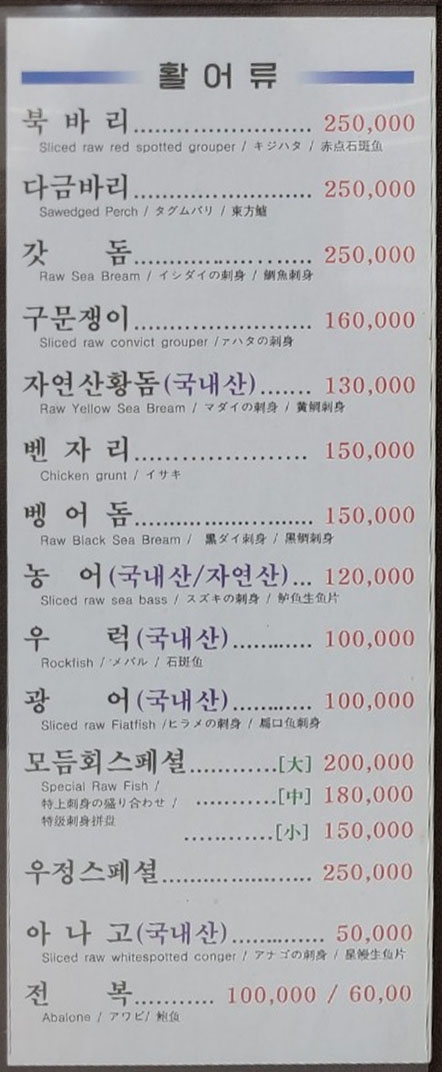 활어류
북바리.............................. 250,000
Sliced raw red spotted grouper / キジハタ / 赤点石斑鱼
다금바리.............................. 250,000
Sawedged Perch / タグムバリ / 東方鱸
갓 돔.............................. 250,000
Raw Sea Bream / イシダイの刺身 / 鯛魚刺身
구문쟁이.............................. 160,000
Sliced raw convict grouper /ァハタの刺身
자연산황돔(국내산)....... 130,000
Raw Yellow Sea Bream / マダイの刺身 / 黄鯛刺身
벤 자 리.............................. 150,000
Chicken grunt / イサキ
벵 어 돔.............................. 150,000
Raw Black Sea Bream / 黒ダイ刺身 / 黑鯛刺身
농 어(국내산/자연산)... 120,000
Sliced raw sea bass / スズキの刺身 / 鲈鱼生鱼片
우 럭(국내산)........... 100,000
Rockfish / メバル / 石斑鱼
광 어(국내산)........... 100,000
Sliced raw Flatfish /ヒラメの刺身 / 扁口鱼刺身
모듬회스페셜...........[大] 200,000
Special Raw Fish /
特上刺身の盛り合わせ / ...........[中] 180,000
特级刺身拼盘
...............[小] 150,000
우정스페셜......................... 250,000
아 나 고(국내산)............ 50,000
Sliced raw whitespotted conger / アナゴの刺身 / 星鳗生鱼片
전 복........... 100,000 / 60,00
Abalone / アワビ/ 鲍鱼